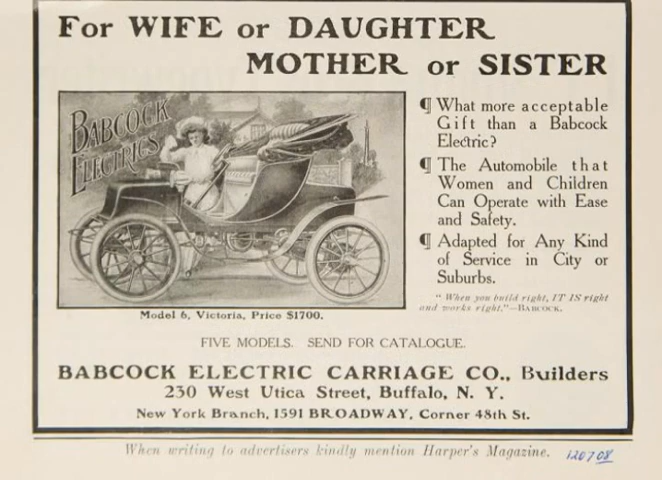 For WIFE or DAUGHTER
MOTHER or SISTER
BABCOCK
ELECTRICS
¶ What more acceptable
Gift than a Babcock
Electric?
¶ The Automobile that
Women and Children
Can Operate with Ease
and Safety.
¶ Adapted for Any Kind
of Service in City or
Suburbs.
"When you build right, IT IS right
and works right."—BABCOCK.
Model 6, Victoria, Price $1700.
FIVE MODELS. SEND FOR CATALOGUE.
BABCOCK ELECTRIC CARRIAGE CO., Builders
230 West Utica Street, Buffalo, N. Y.
New York Branch, 1591 BROADWAY, Corner 48th St.
When writing to advertisers kindly mention Harper's Magazine.
120708